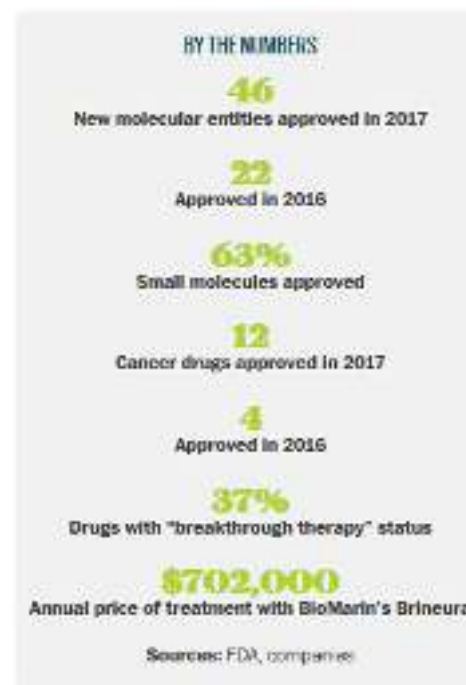 BY THE NUMBERS
46
New molecular entities approved in 2017
22
Approved in 2016
63%
Small molecules approved
12
Cancer drugs approved in 2017
4
Approved in 2016
37%
Drugs with "breakthrough therapy" status
$702,000
Annual price of treatment with BioMarin's Brineura
Sources: FDA, companies